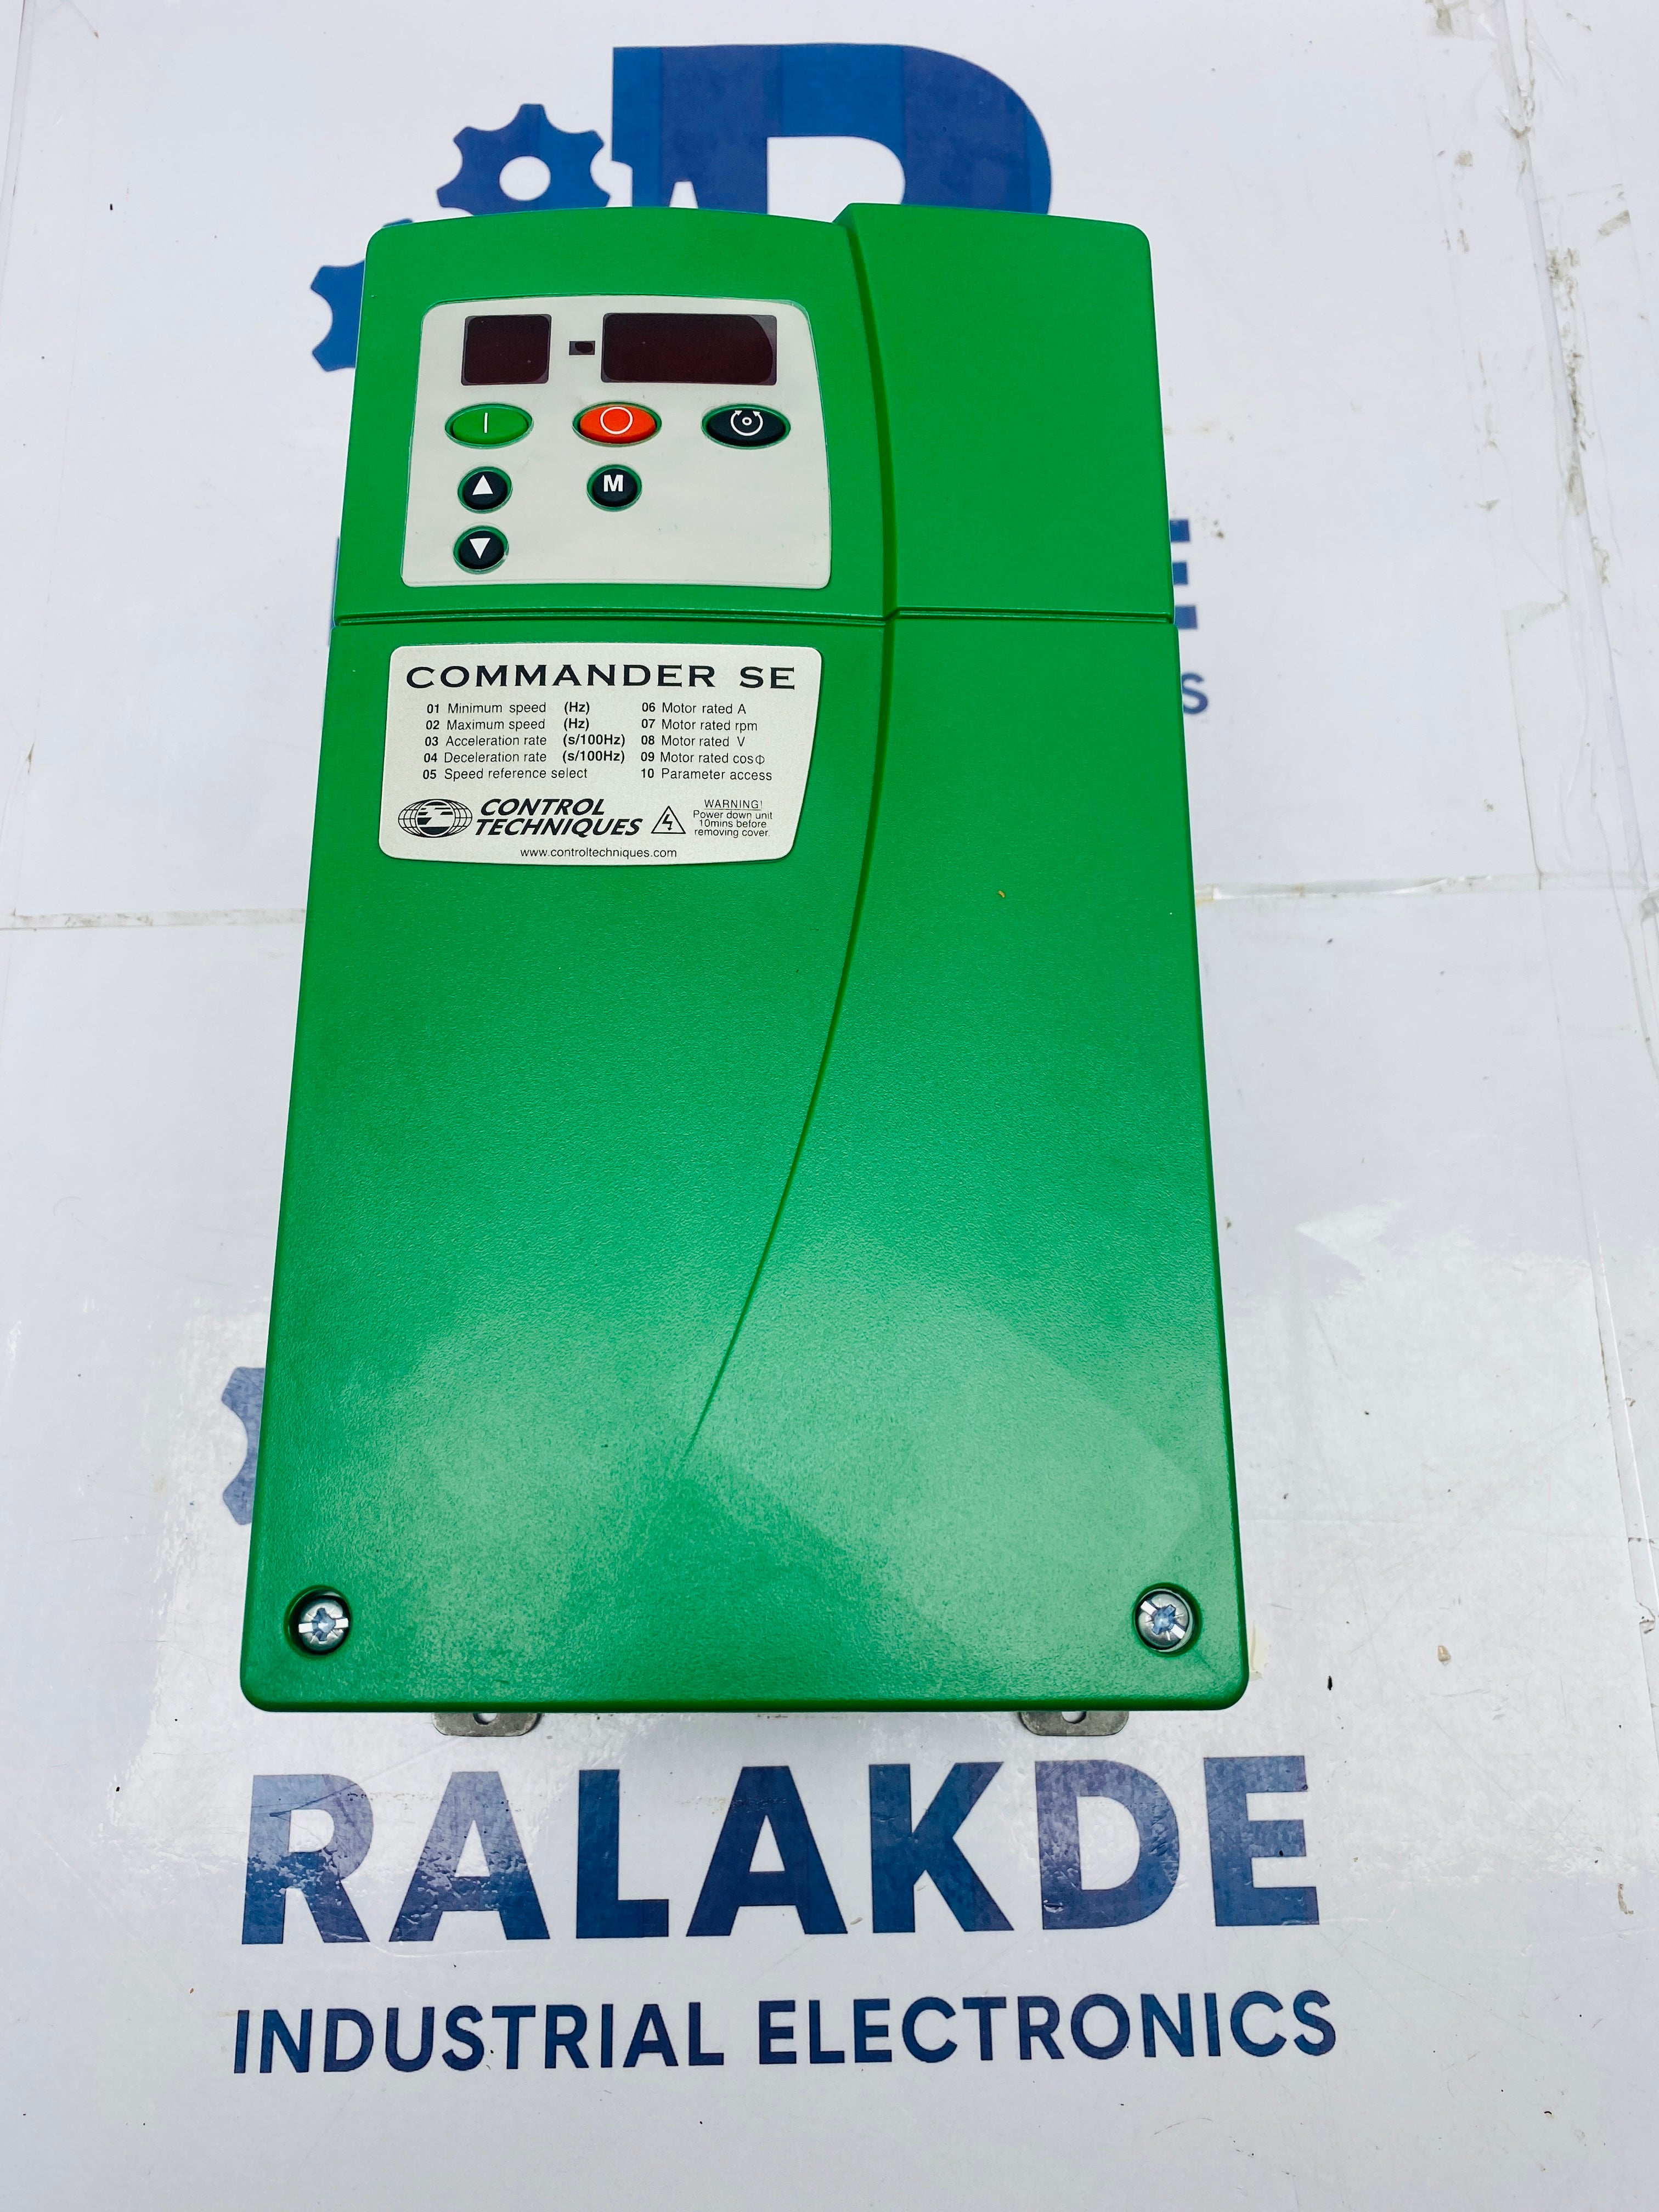 M
COMMANDER SE
01 Minimum speed (Hz)
02 Maximum speed (Hz)
03 Acceleration rate (s/100Hz)
04 Deceleration rate (s/100Hz)
05 Speed reference select
06 Motor rated A
07 Motor rated rpm
08 Motor rated V
09 Motor rated cosΦ
10 Parameter access
CONTROL
TECHNIQUES
WARNING!
Power down unit
10mins before
removing cover.
www.controltechniques.com
E
S
RALAKDE
INDUSTRIAL ELECTRONICS